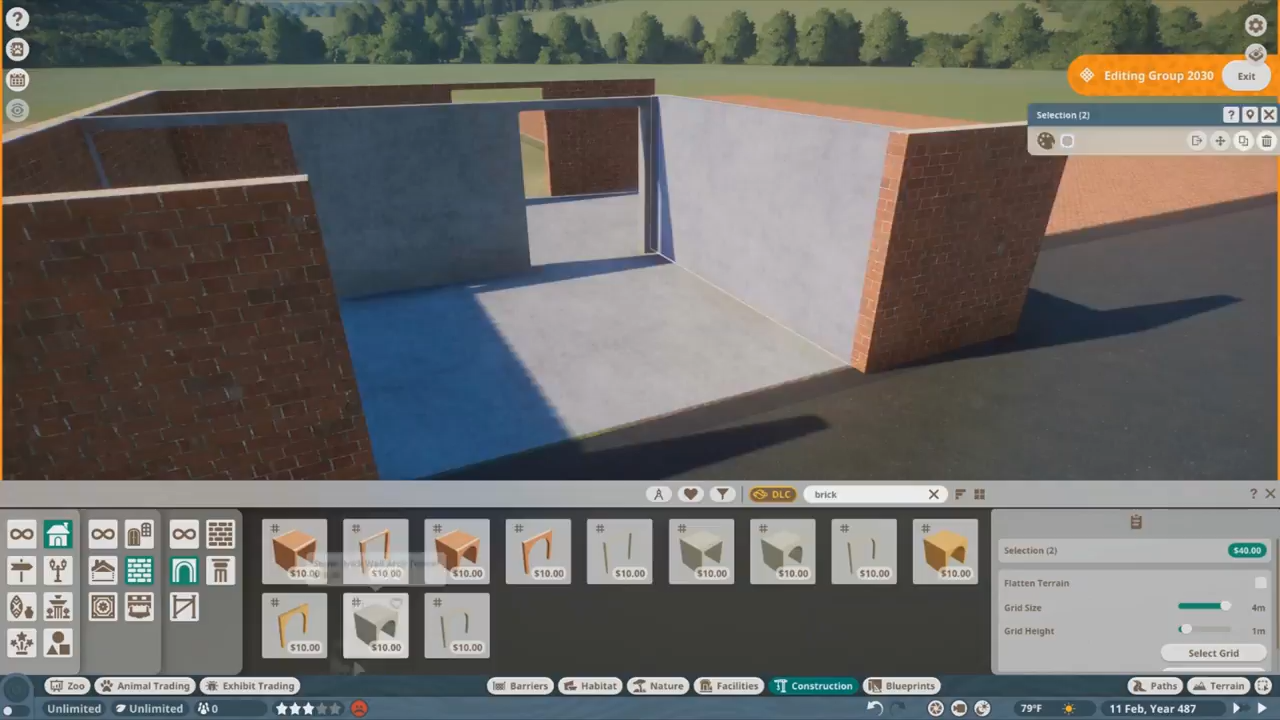 Editing Group 2030
Exit
Selection (2)
?
DLC
brick
?
$10.00
$10.00
$10.00
$10.00
$10.00
$10.00
$10.00
$10.00
$10.00
$10.00
$10.00
$10.00
Selection (2)
$40.00
Flatten Terrain
Grid Size
4m
Grid Height
1m
Select Grid
Zoo
Animal Trading
Exhibit Trading
Barriers
Habitat
Nature
Facilities
Construction
Blueprints
Paths
Terrain
Unlimited
Unlimited
0
79°F
11 Feb, Year 487